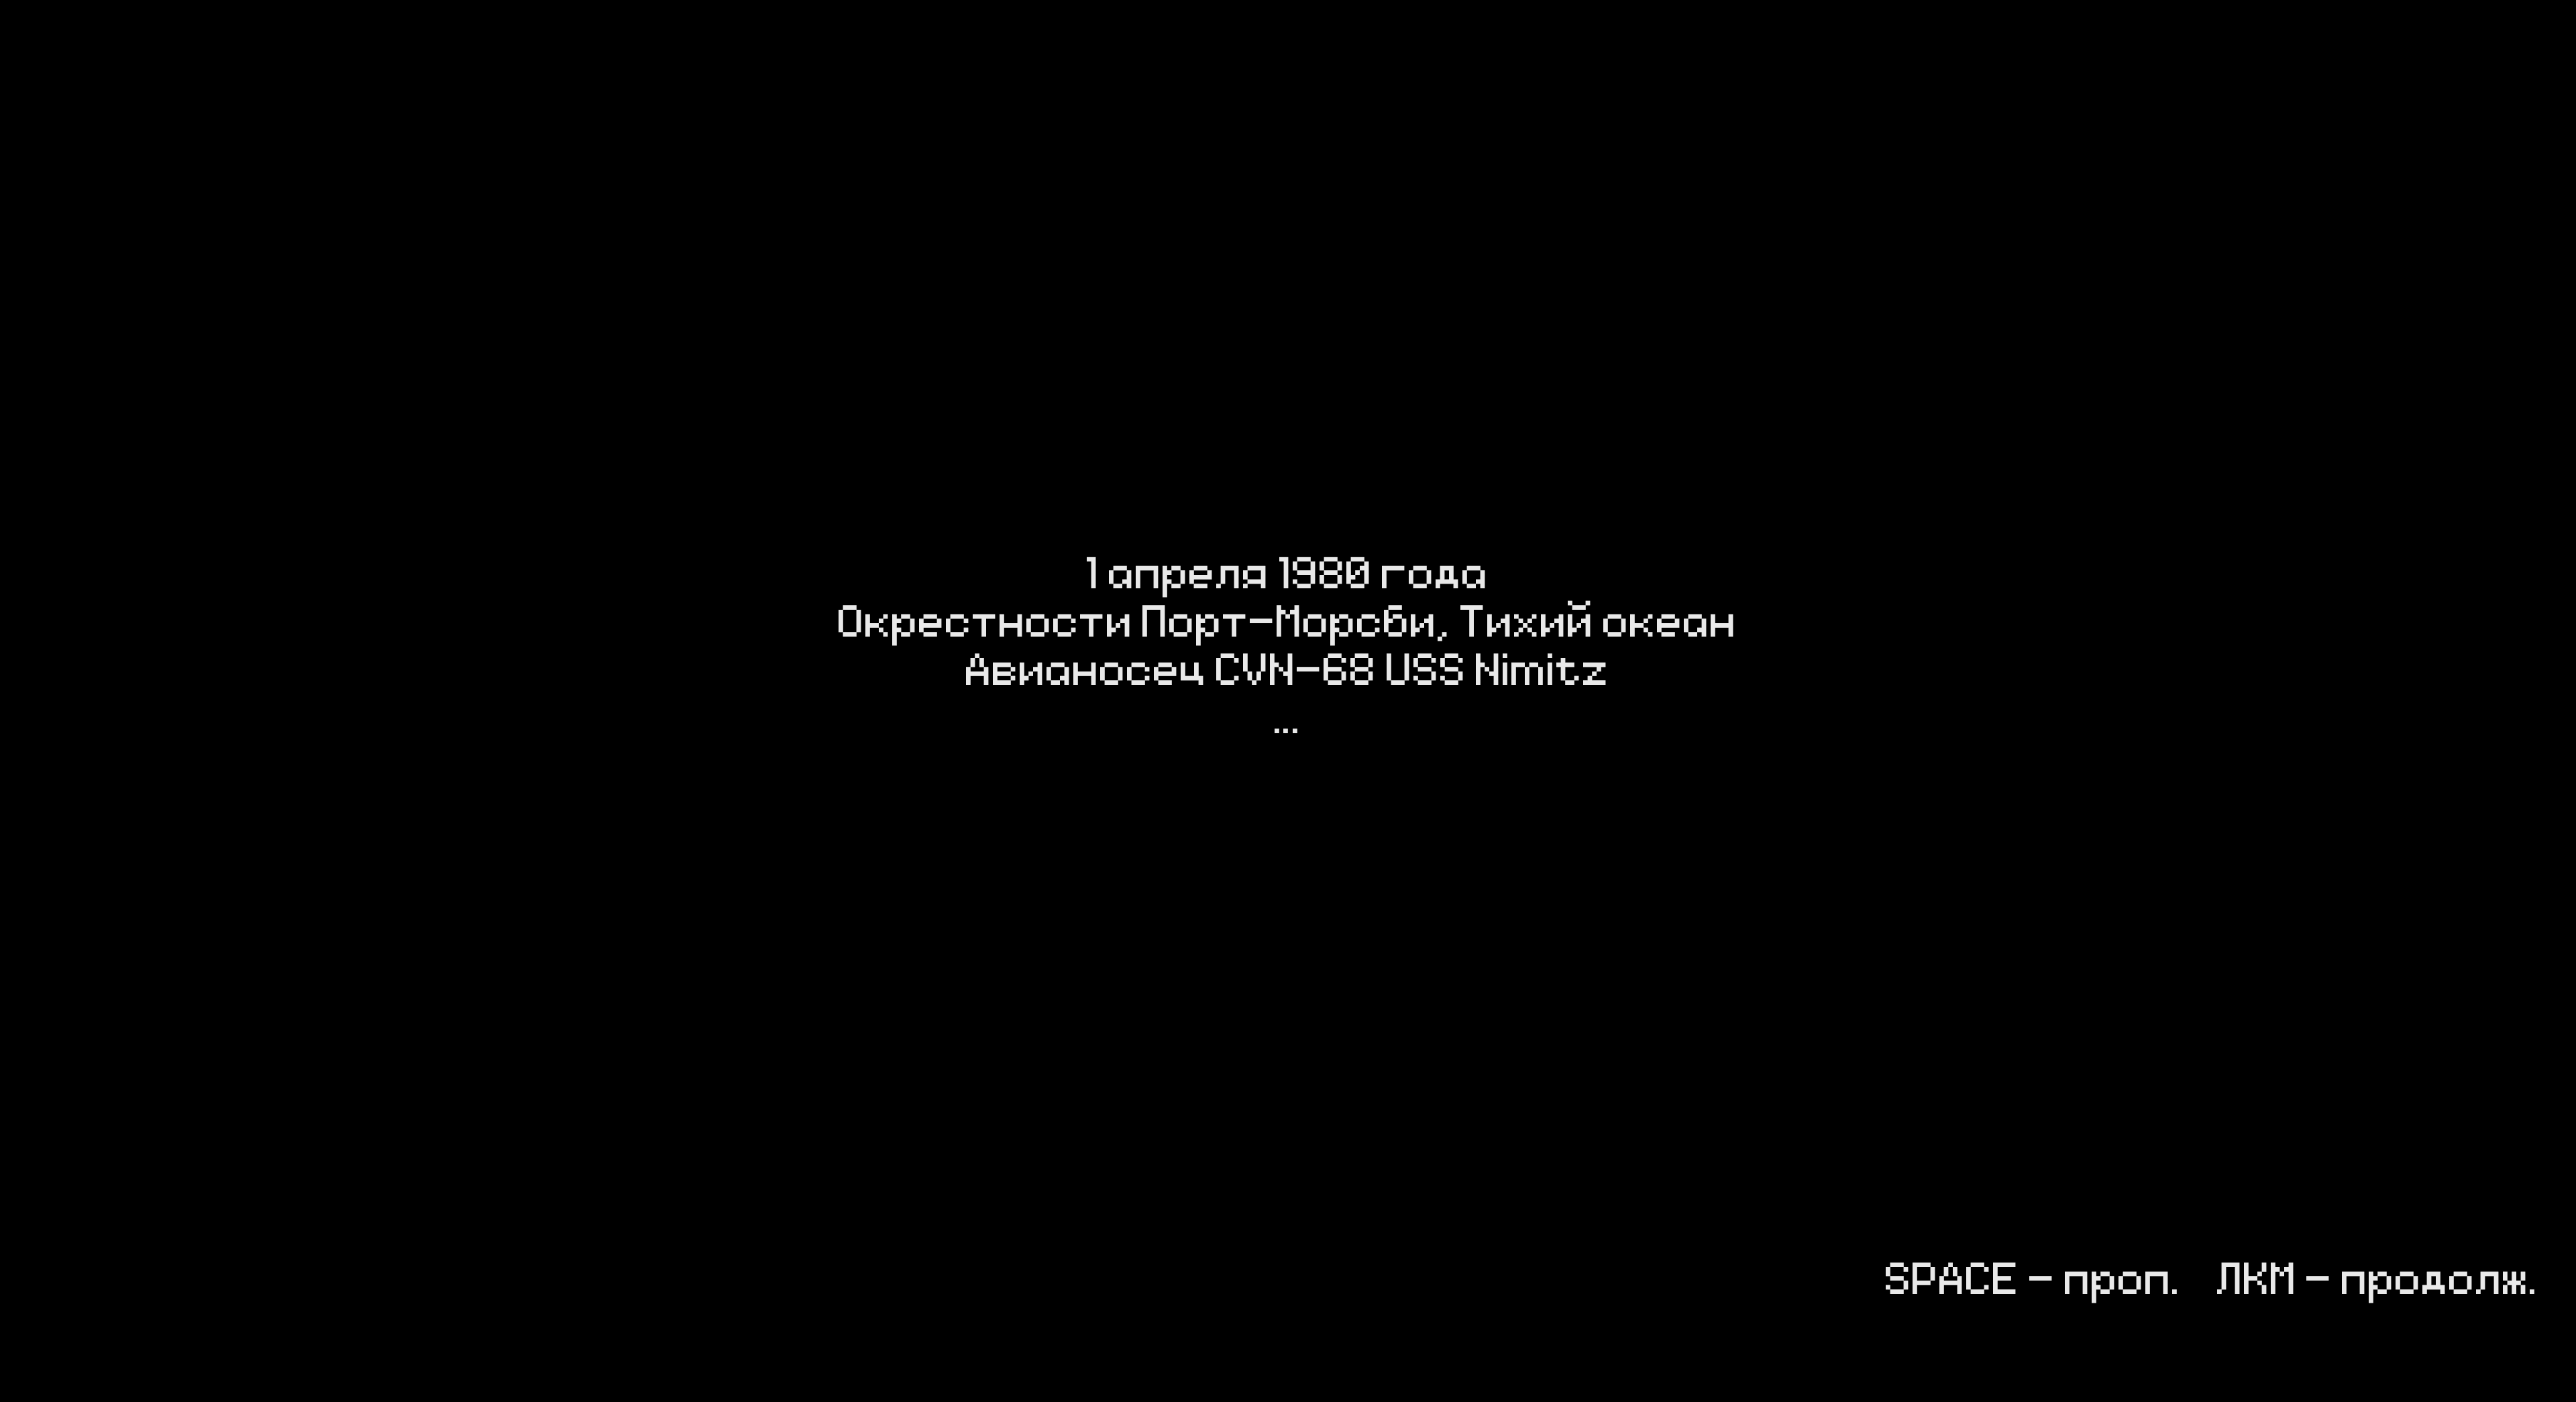 1 апреля 1980 года
Окрестности Порт-Морсби, Тихий океан
Авианосец CVN-68 USS Nimitz
...
SPACE - проп. ЛКМ - продолж.